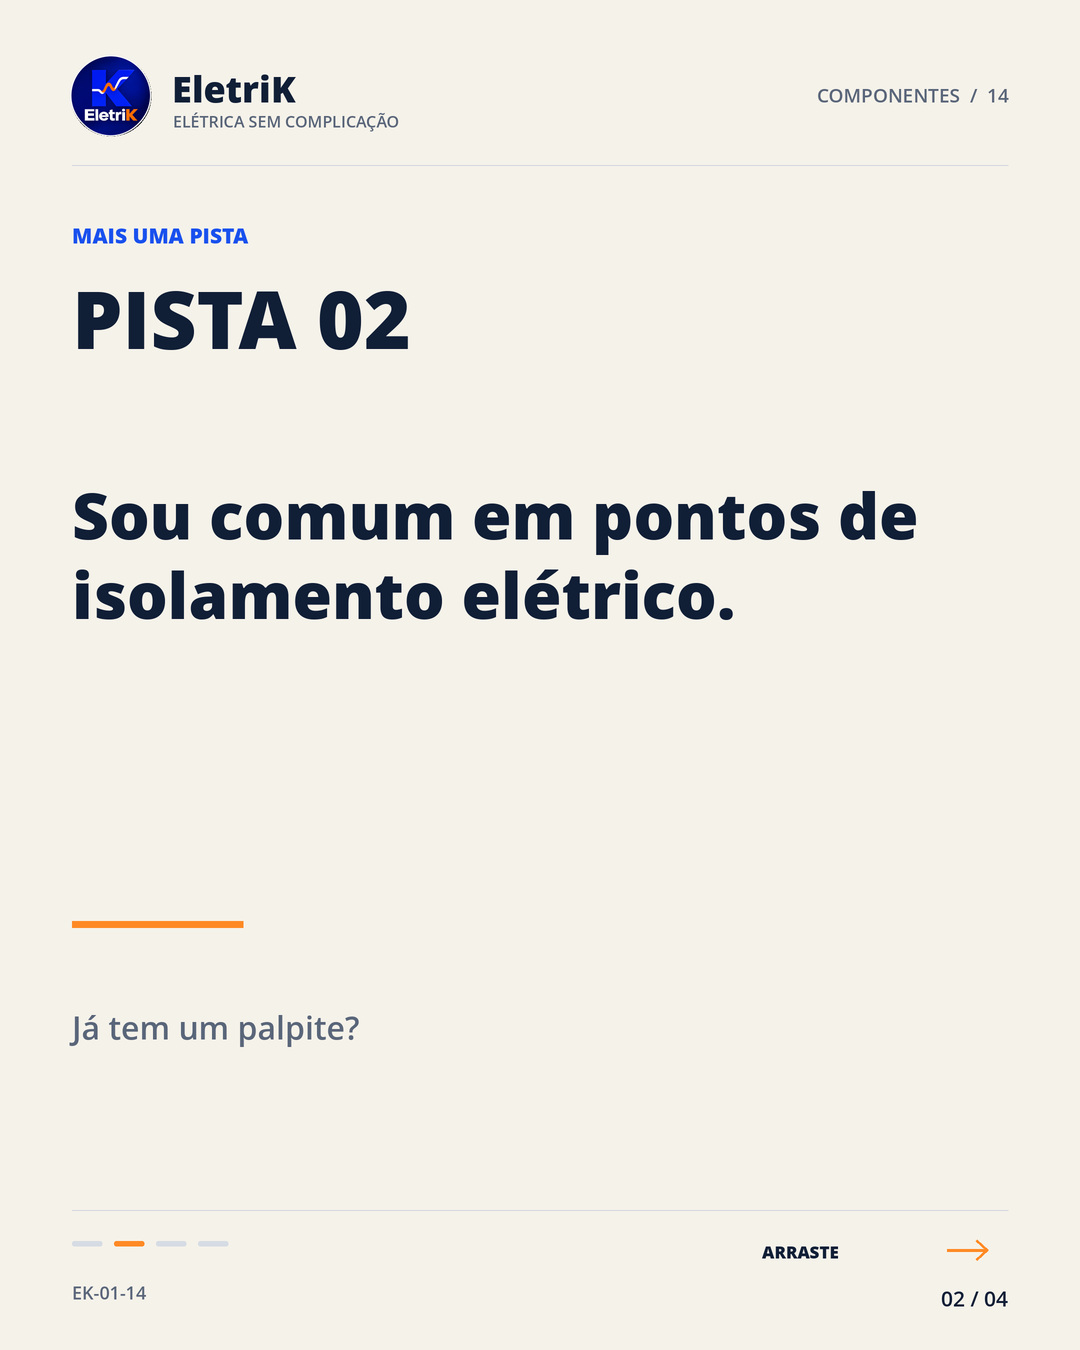 EletriK
EletriK
ELÉTRICA SEM COMPLICAÇÃO
COMPONENTES / 14
MAIS UMA PISTA
PISTA 02
Sou comum em pontos de
isolamento elétrico.
Já tem um palpite?
ARRASTE
EK-01-14
02 / 04